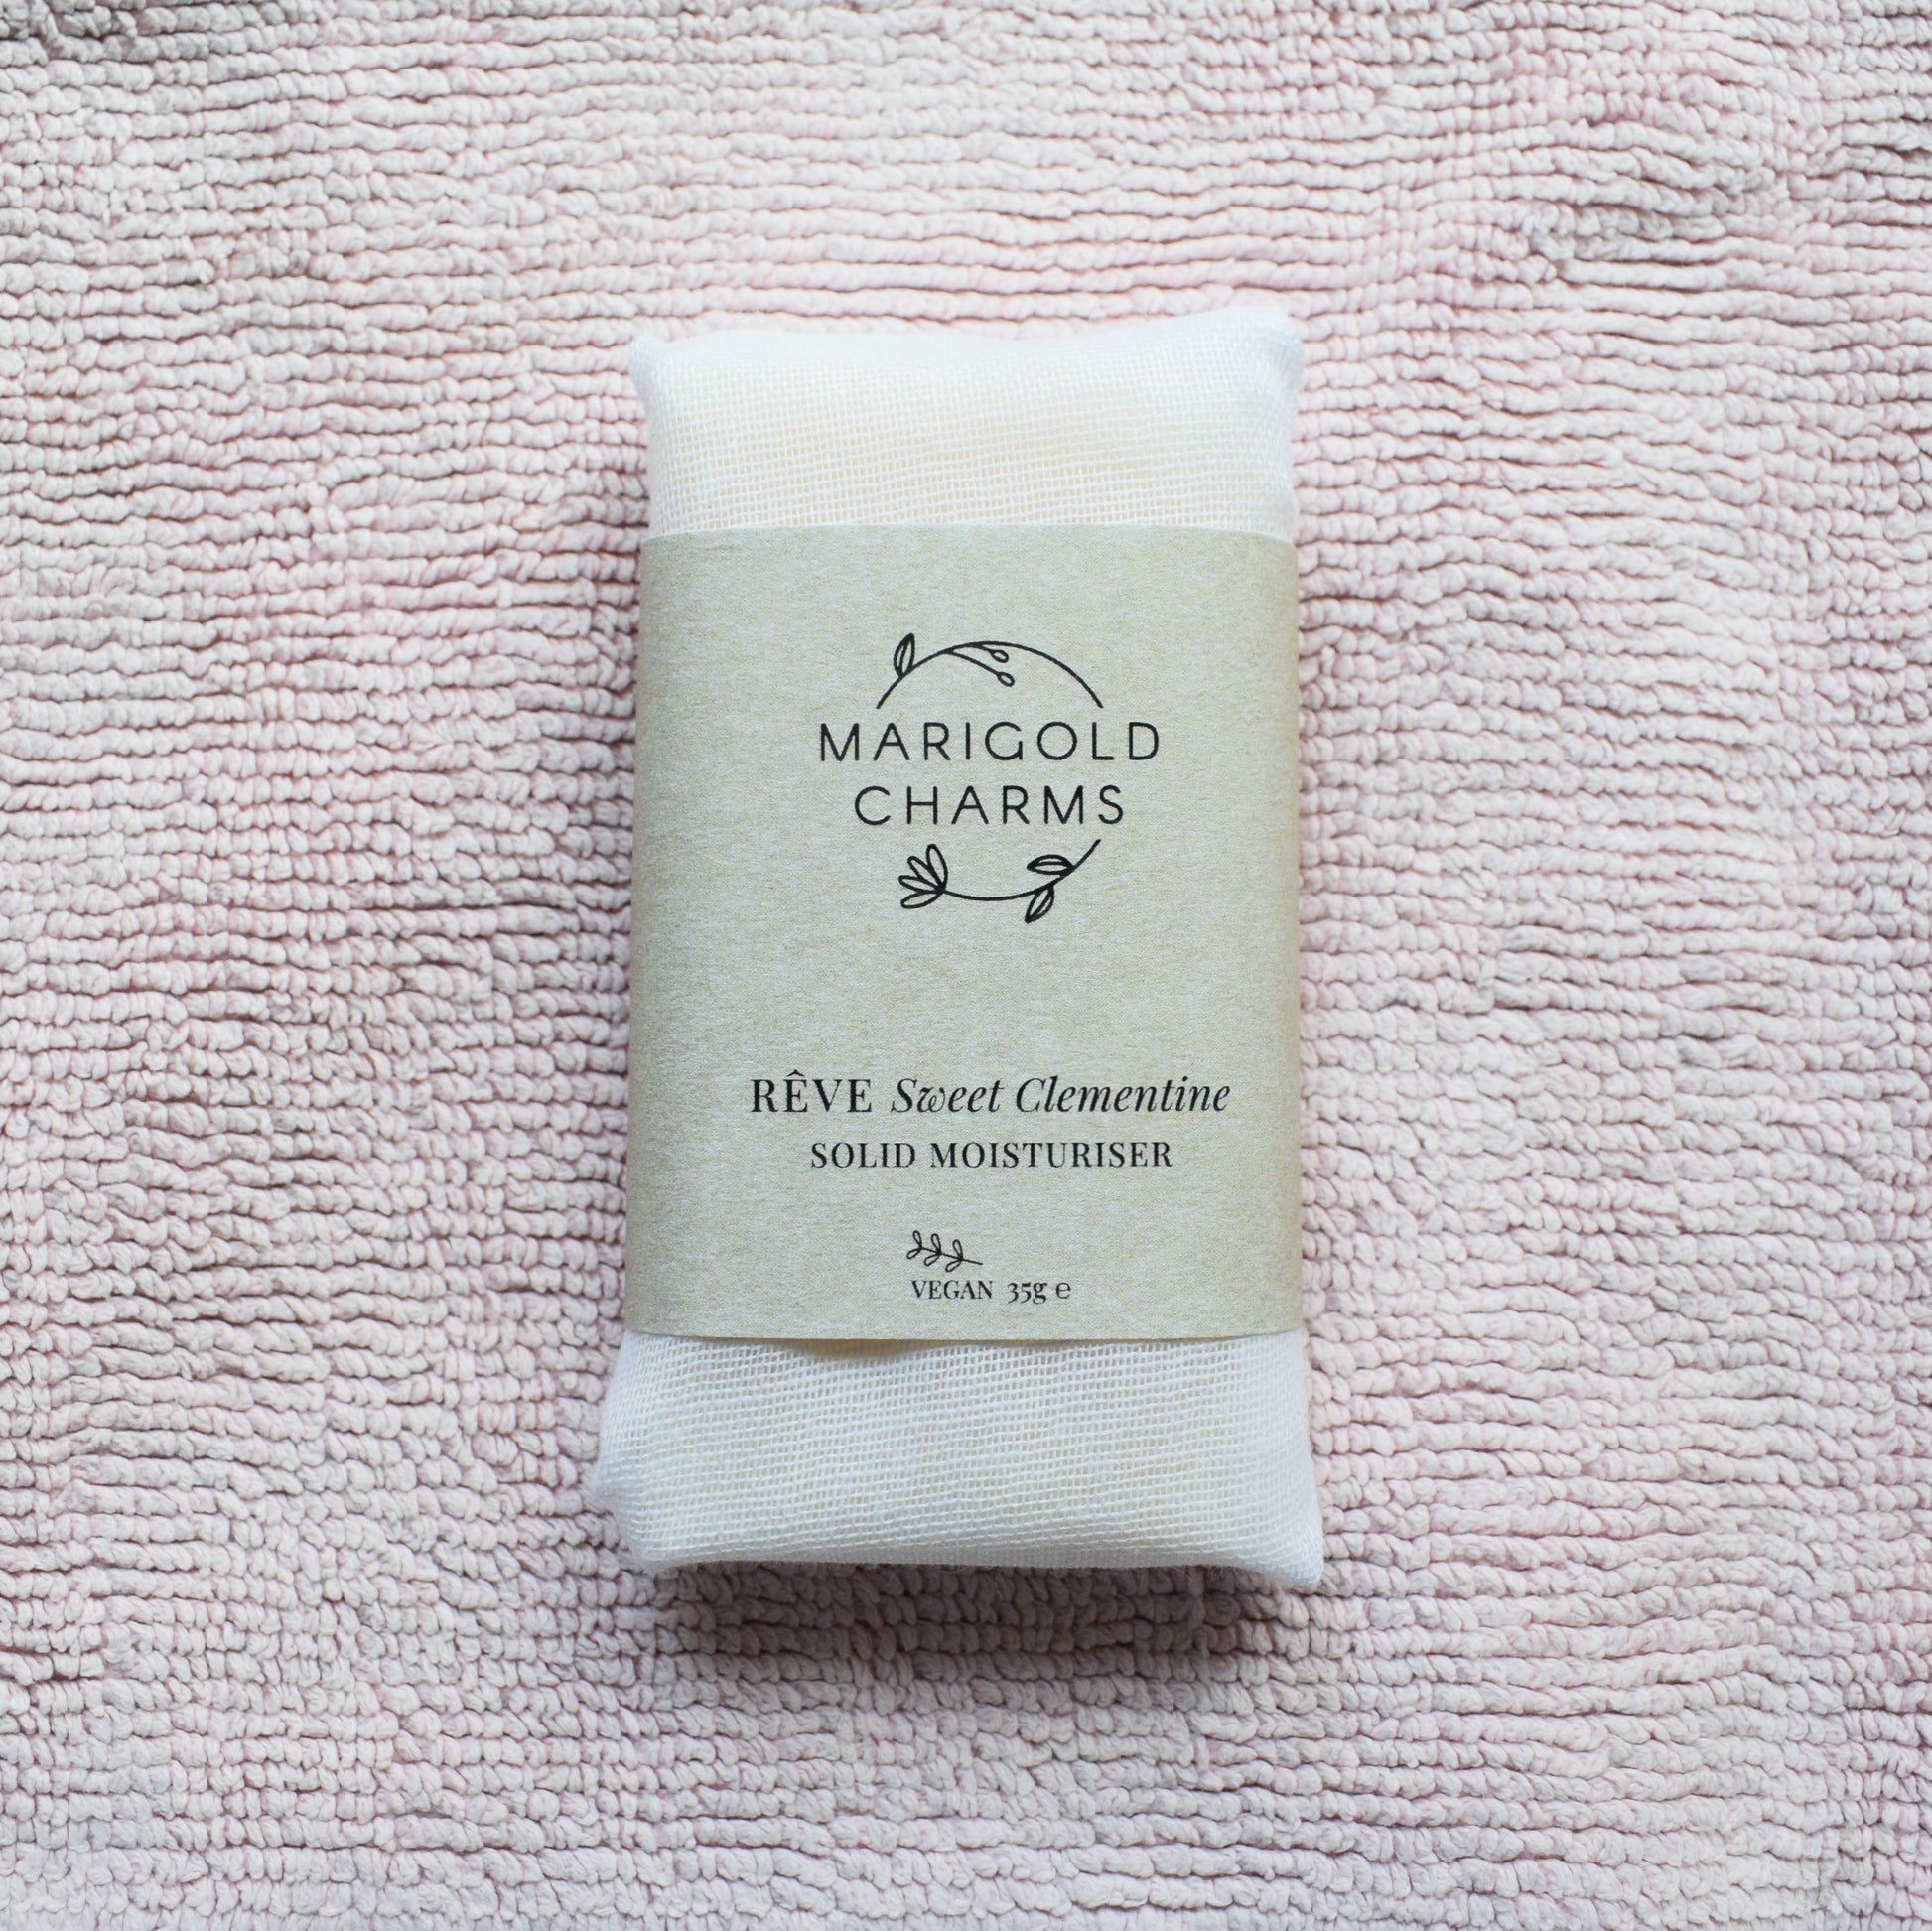 MARIGOLD
CHARMS
RÊVE Sweet Clementine
SOLID MOISTURISER
VEGAN 35g ℮